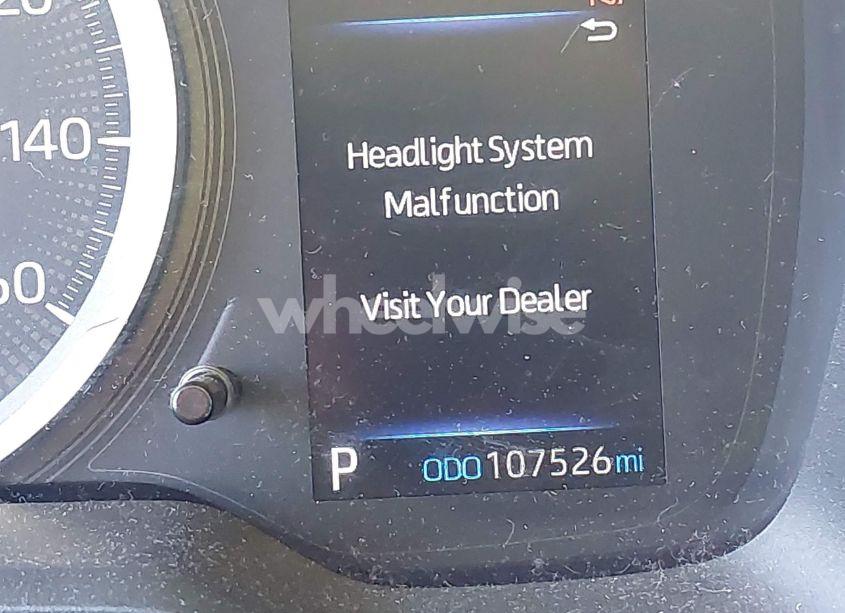 140
Headlight System
Malfunction
Visit Your Dealer
wheelwise
P ODO 107526 mi